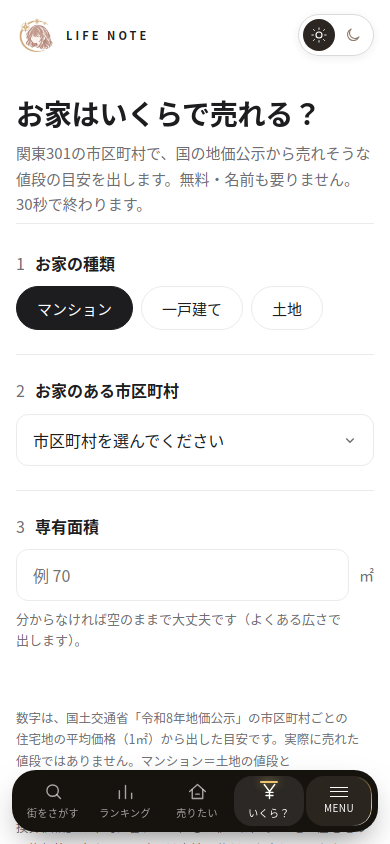 LIFE NOTE
お家はいくらで売れる？
関東301の市区町村で、国の地価公示から売れそうな
値段の目安を出します。無料・名前も要りません。
30秒で終わります。
1 お家の種類
マンション 一戸建て 土地
2 お家のある市区町村
市区町村を選んでください
3 専有面積
例 70 ㎡
分からなければ空のままで大丈夫です（よくある広さで
出します）。
数字は、国土交通省「令和8年地価公示」の市区町村ごとの
住宅地の平均価格（1㎡）から出した目安です。実際に売れた
値段ではありません。マンション＝土地の値段と
街をさがす ランキング 売りたい いくら？ MENU